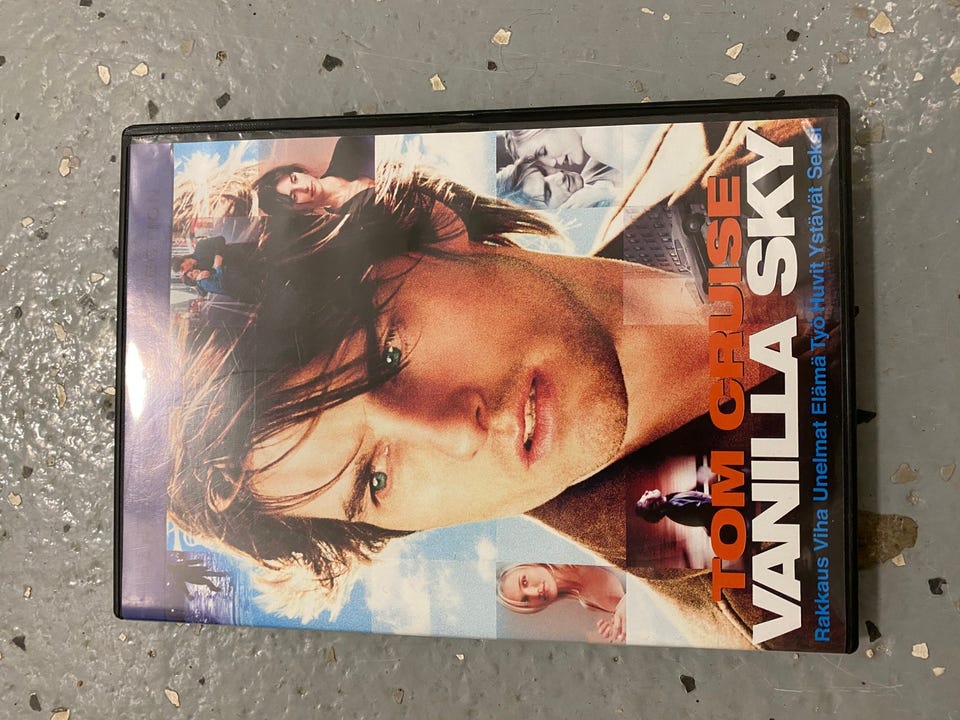 TOM CRUISE
VANILLA SKY
Rakkaus Viha Unelmat Elämä Työ Huvit Ystävät Seksi